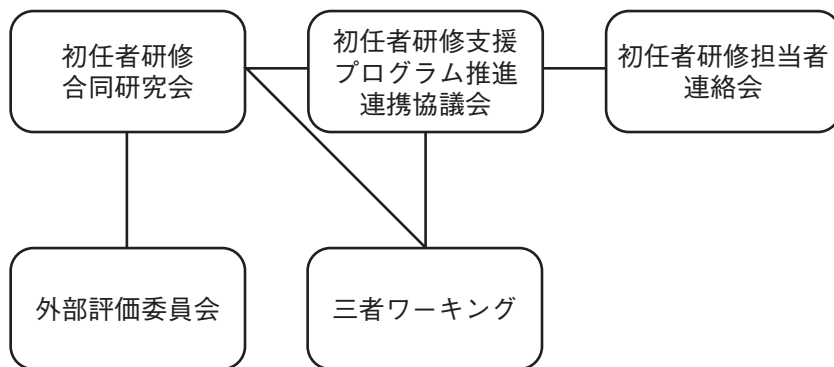 初任者研修
合同研究会
初任者研修支援
プログラム推進
連携協議会
初任者研修担当者
連絡会
外部評価委員会
三者ワーキング